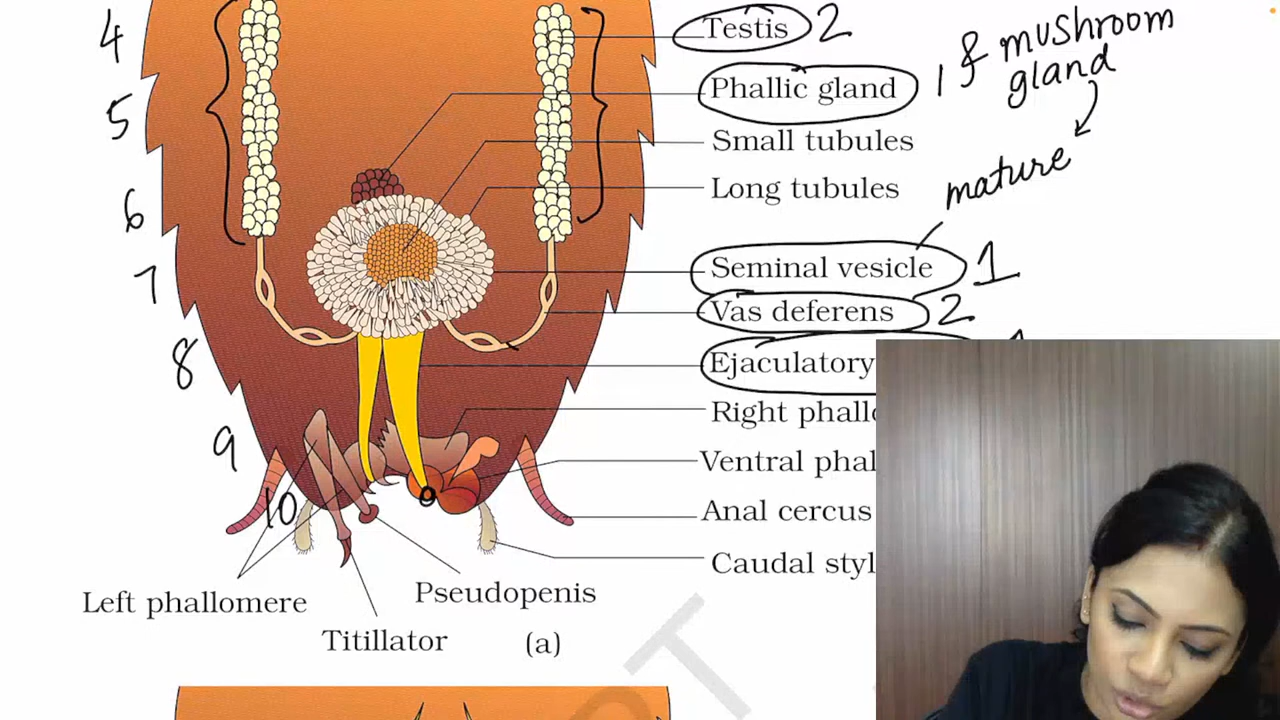 4
5
6
7
8
9
10
Testis 2
Phallic gland 1 & mushroom
gland
Small tubules
mature
Long tubules
Seminal vesicle 1
Vas deferens 2
Ejaculatory
Right phallo
Ventral phal
Anal cercus
Caudal styl
Left phallomere
Pseudopenis
Titillator
(a)